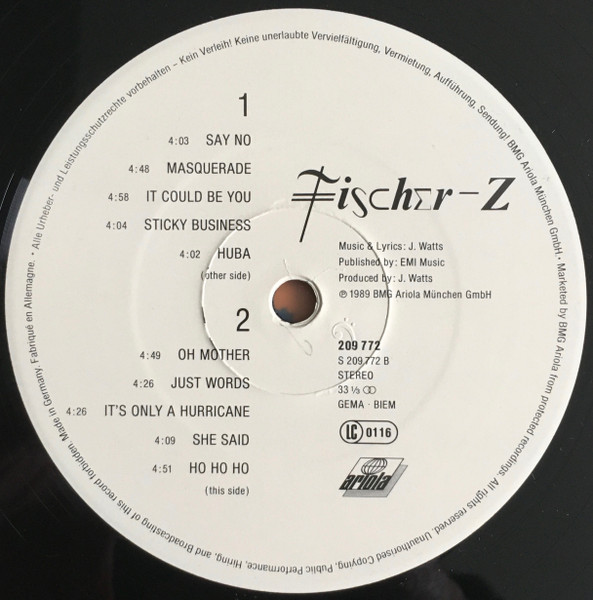 • Alle Urheber- und Leistungsschutzrechte vorbehalten – Kein Verleih! Keine unerlaubte Vervielfältigung, Vermietung, Aufführung, Sendung! BMG Ariola München GmbH. • Marketed by BMG Ariola from protected recordings. All rights reserved. Unauthorised Copying, Public Performance, Hiring, and Broadcasting of this record forbidden. Made in Germany. Fabriqué en Allemagne.
1
4:03 SAY NO
4:48 MASQUERADE
4:58 IT COULD BE YOU
4:04 STICKY BUSINESS
4:02 HUBA
(other side)
2
4:49 OH MOTHER
4:26 JUST WORDS
4:26 IT'S ONLY A HURRICANE
4:09 SHE SAID
4:51 HO HO HO
(this side)
Fischer-Z
Music & Lyrics: J. Watts
Published by: EMI Music
Produced by: J. Watts
℗ 1989 BMG Ariola München GmbH
209 772
S 209 772 B
STEREO
33 ⅓
GEMA · BIEM
LC 0116
ariola